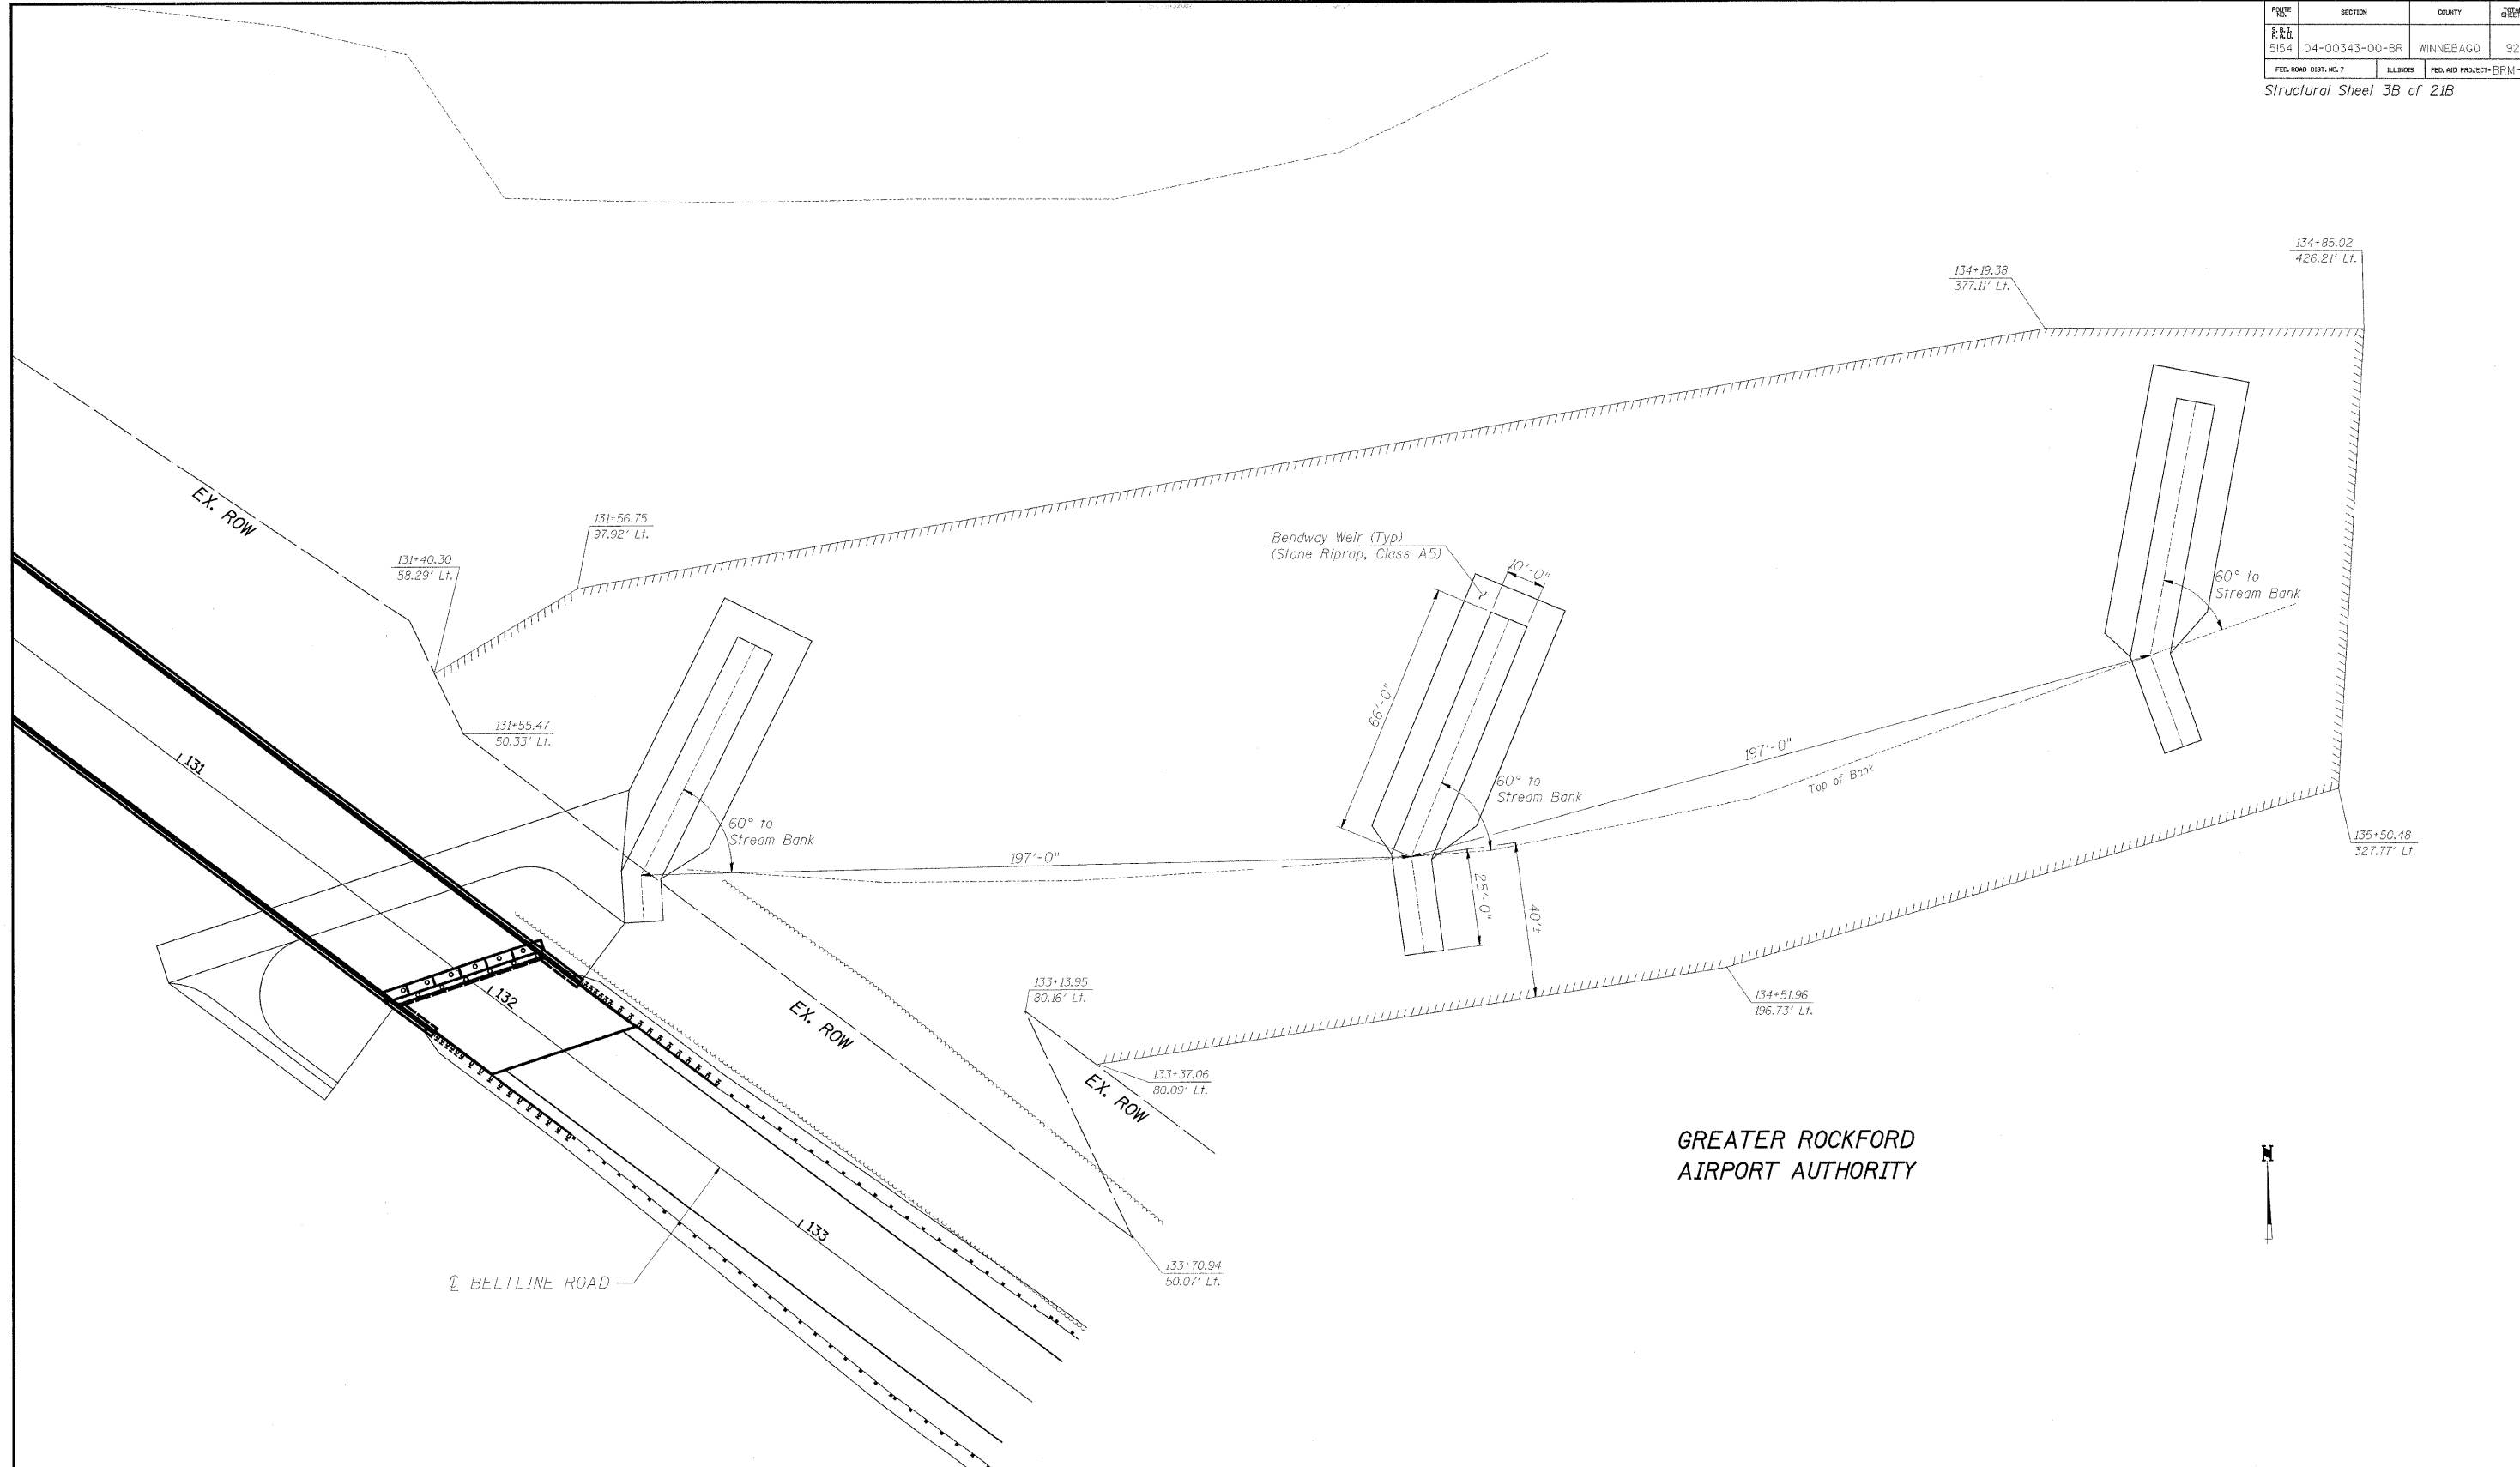 ROUTE NO.
SECTION
COUNTY
TOTAL SHEETS
S.B.I.
F.A.U.
5154
04-00343-00-BR
WINNEBAGO
92
FED. ROAD DIST. NO. 7
ILLINOIS
FED. AID PROJECT-BRM-
Structural Sheet 3B of 21B
134+85.02
426.21' Lt.
134+19.38
377.11' Lt.
EX. ROW
131+56.75
97.92' Lt.
131+40.30
58.29' Lt.
Bendway Weir (Typ)
(Stone Riprap, Class A5)
10'-0"
60° to
Stream Bank
66'-0"
131+55.47
50.33' Lt.
131
197'-0"
Top of Bank
60° to
Stream Bank
60° to
Stream Bank
197'-0"
25'-0"
40'±
135+50.48
327.77' Lt.
132
133+13.95
80.16' Lt.
134+51.96
196.73' Lt.
EX. ROW
133+37.06
80.09' Lt.
EX. ROW
GREATER ROCKFORD
AIRPORT AUTHORITY
N
133
133+70.94
50.07' Lt.
℄ BELTLINE ROAD